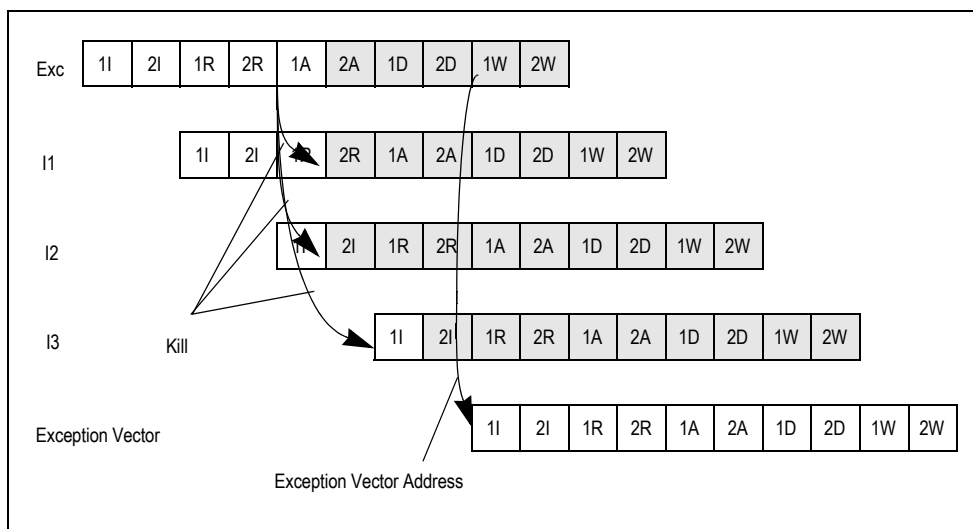 Exc 1I 2I 1R 2R 1A 2A 1D 2D 1W 2W
I1 1I 2I 1R 2R 1A 2A 1D 2D 1W 2W
I2 1I 2I 1R 2R 1A 2A 1D 2D 1W 2W
I3 1I 2I 1R 2R 1A 2A 1D 2D 1W 2W
Kill
Exception Vector 1I 2I 1R 2R 1A 2A 1D 2D 1W 2W
Exception Vector Address